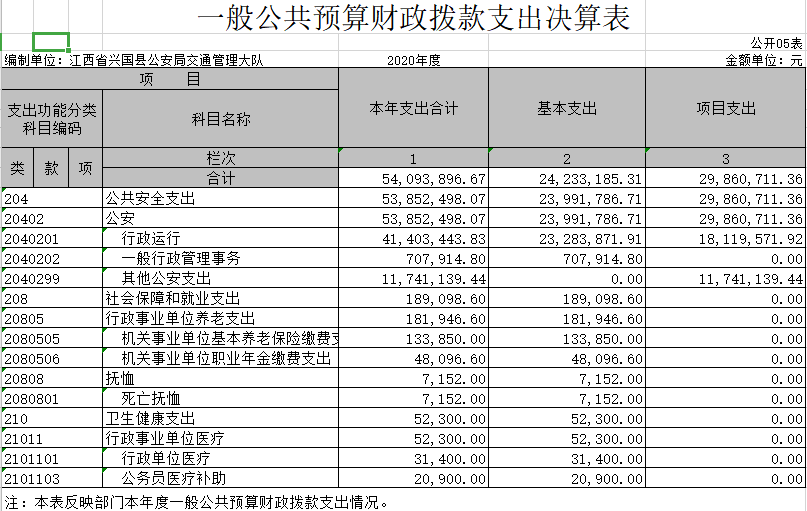 一般公共预算财政拨款支出决算表
公开05表
编制单位：江西省兴国县公安局交通管理大队 2020年度 金额单位：元
项 目 本年支出合计 基本支出 项目支出
支出功能分类科目编码 科目名称
类 款 项 栏次 1 2 3
合计 54,093,896.67 24,233,185.31 29,860,711.36
204 公共安全支出 53,852,498.07 23,991,786.71 29,860,711.36
20402 公安 53,852,498.07 23,991,786.71 29,860,711.36
2040201 行政运行 41,403,443.83 23,283,871.91 18,119,571.92
2040202 一般行政管理事务 707,914.80 707,914.80 0.00
2040299 其他公安支出 11,741,139.44 0.00 11,741,139.44
208 社会保障和就业支出 189,098.60 189,098.60 0.00
20805 行政事业单位养老支出 181,946.60 181,946.60 0.00
2080505 机关事业单位基本养老保险缴费支 133,850.00 133,850.00 0.00
2080506 机关事业单位职业年金缴费支出 48,096.60 48,096.60 0.00
20808 抚恤 7,152.00 7,152.00 0.00
2080801 死亡抚恤 7,152.00 7,152.00 0.00
210 卫生健康支出 52,300.00 52,300.00 0.00
21011 行政事业单位医疗 52,300.00 52,300.00 0.00
2101101 行政单位医疗 31,400.00 31,400.00 0.00
2101103 公务员医疗补助 20,900.00 20,900.00 0.00
注：本表反映部门本年度一般公共预算财政拨款支出情况。